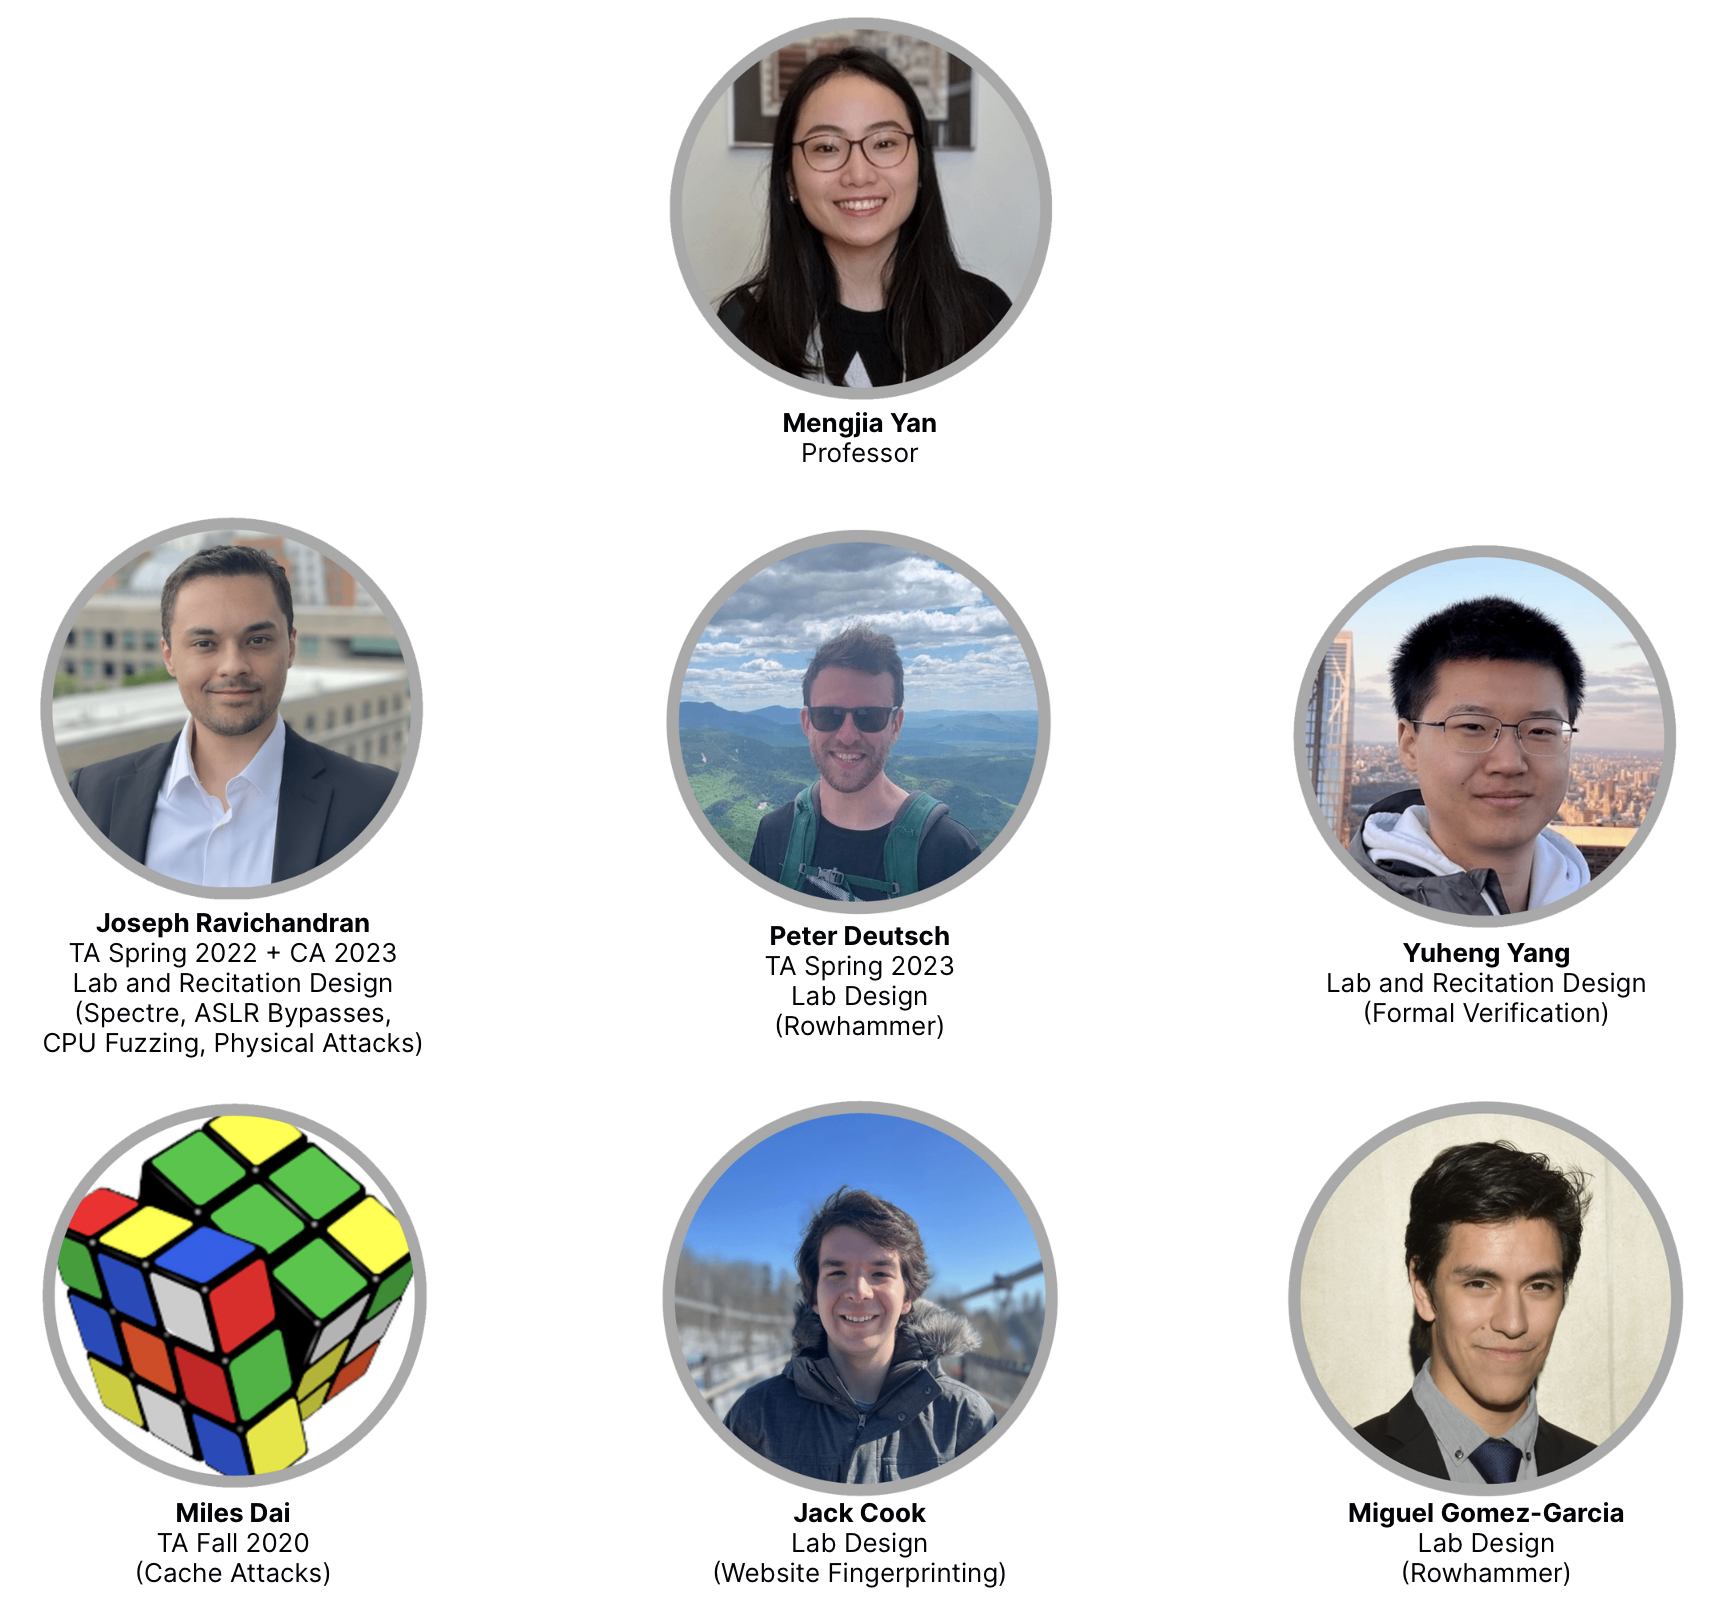 Mengjia Yan
Professor
Joseph Ravichandran
TA Spring 2022 + CA 2023
Lab and Recitation Design
(Spectre, ASLR Bypasses,
CPU Fuzzing, Physical Attacks)
Peter Deutsch
TA Spring 2023
Lab Design
(Rowhammer)
Yuheng Yang
Lab and Recitation Design
(Formal Verification)
Miles Dai
TA Fall 2020
(Cache Attacks)
Jack Cook
Lab Design
(Website Fingerprinting)
Miguel Gomez-Garcia
Lab Design
(Rowhammer)